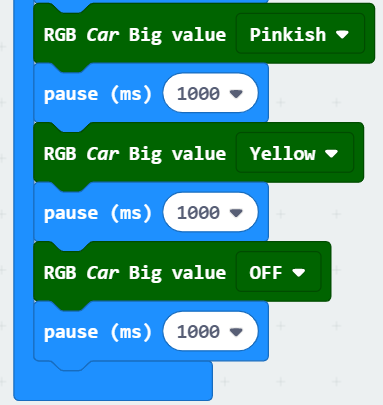 RGB Car Big value Pinkish
pause (ms) 1000
RGB Car Big value Yellow
pause (ms) 1000
RGB Car Big value OFF
pause (ms) 1000